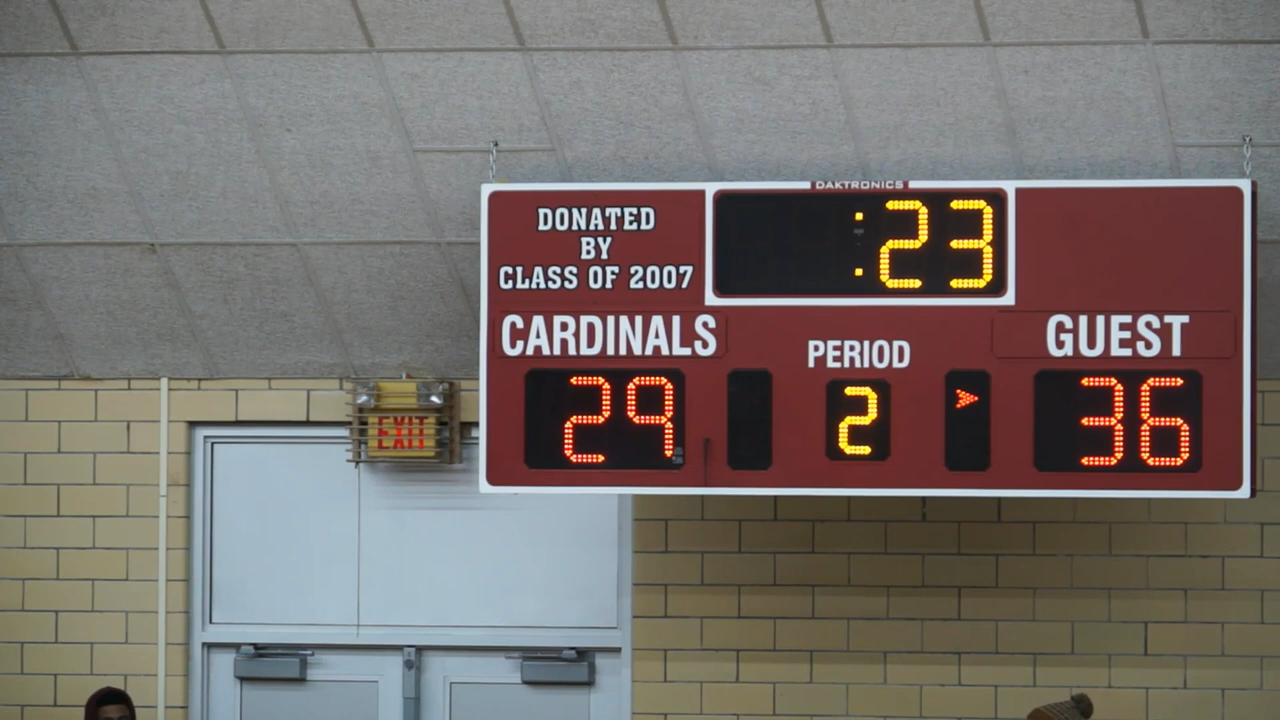 DAKTRONICS
DONATED
BY
CLASS OF 2007
:23
CARDINALS
PERIOD
GUEST
29
2
36
EXIT